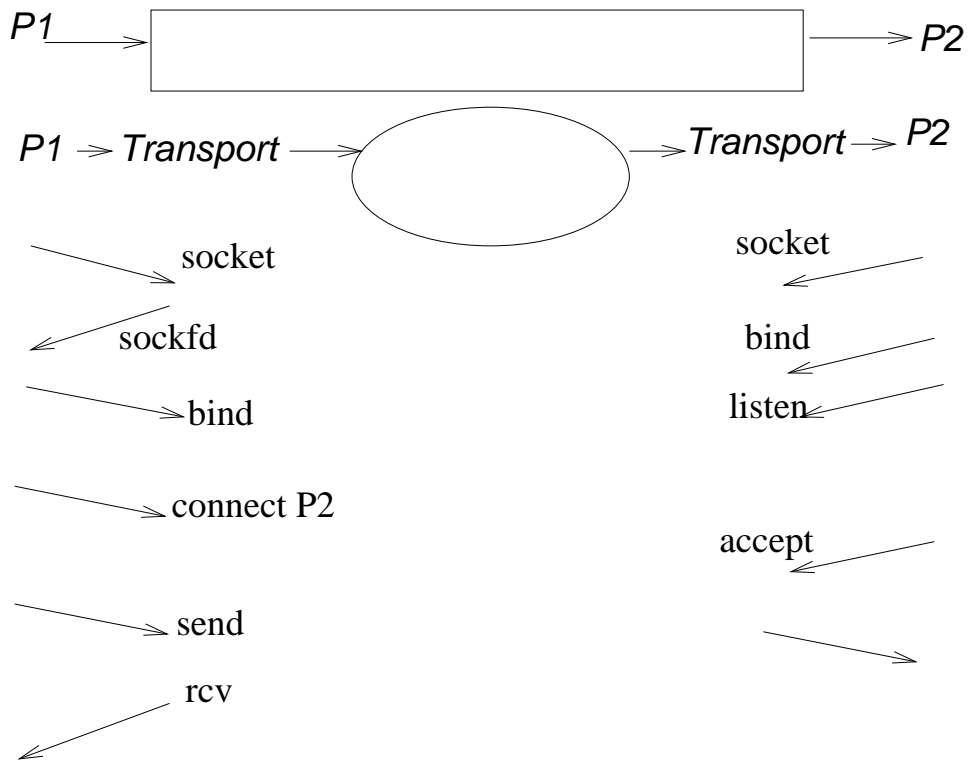 P1 P2
P1 Transport Transport P2
socket socket
sockfd bind
bind listen
connect P2
accept
send
rcv